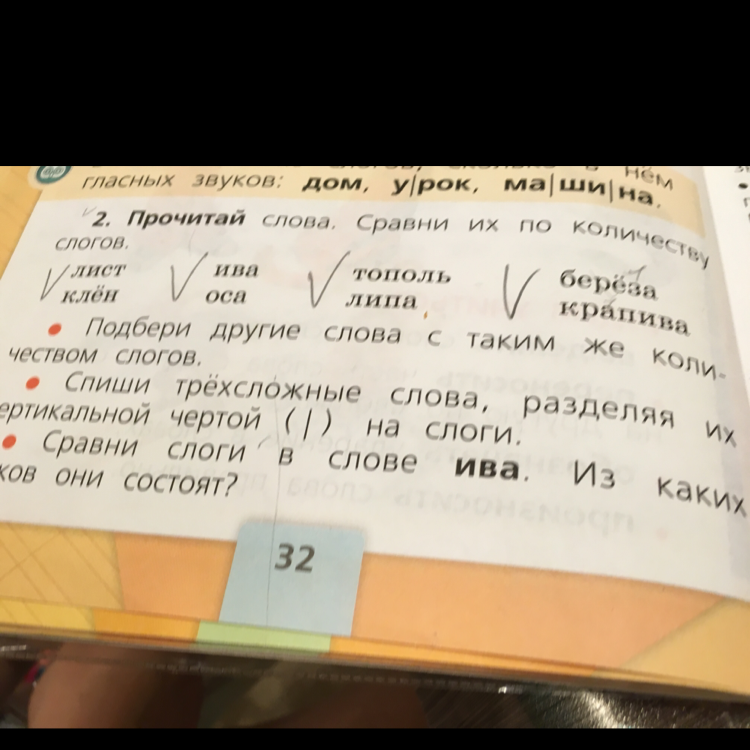 нём
гласных звуков: дом, у|рок, ма|ши|на.
2. Прочитай слова. Сравни их по количеству
слогов.
лист ива тополь берёза
клён оса липа крапива
• Подбери другие слова с таким же коли-
чеством слогов.
• Спиши трёхсложные слова, разделяя их
ертикальной чертой (|) на слоги.
• Сравни слоги в слове ива. Из каких
ков они состоят?
32